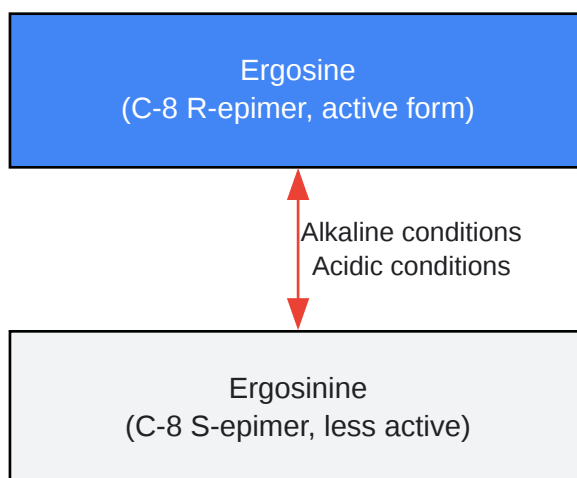 Ergosine
(C-8 R-epimer, active form)
Alkaline conditions
Acidic conditions
Ergosinine
(C-8 S-epimer, less active)